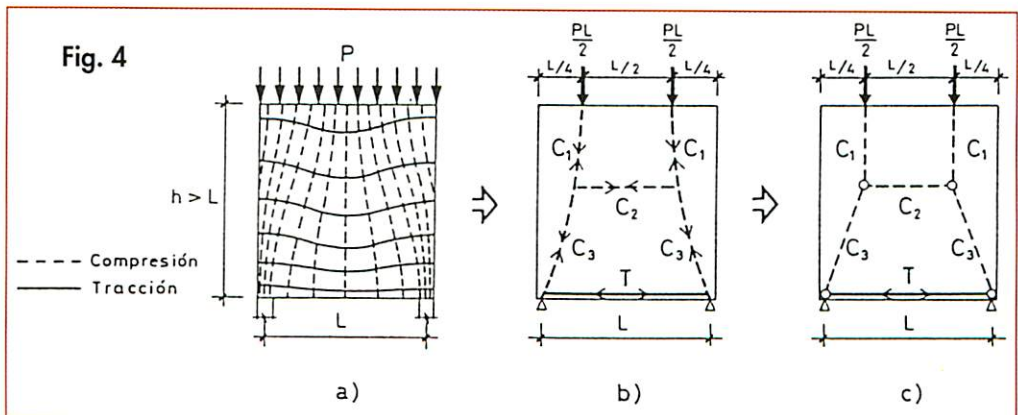 Fig. 4
P
h > L
Compresión
Tracción
L
a)
PL/2 PL/2
L/4 L/2 L/4
C₁ C₁
C₂
C₃ C₃
T
L
b)
PL/2 PL/2
L/4 L/2 L/4
C₁ C₁
C₂
C₃ C₃
T
L
c)